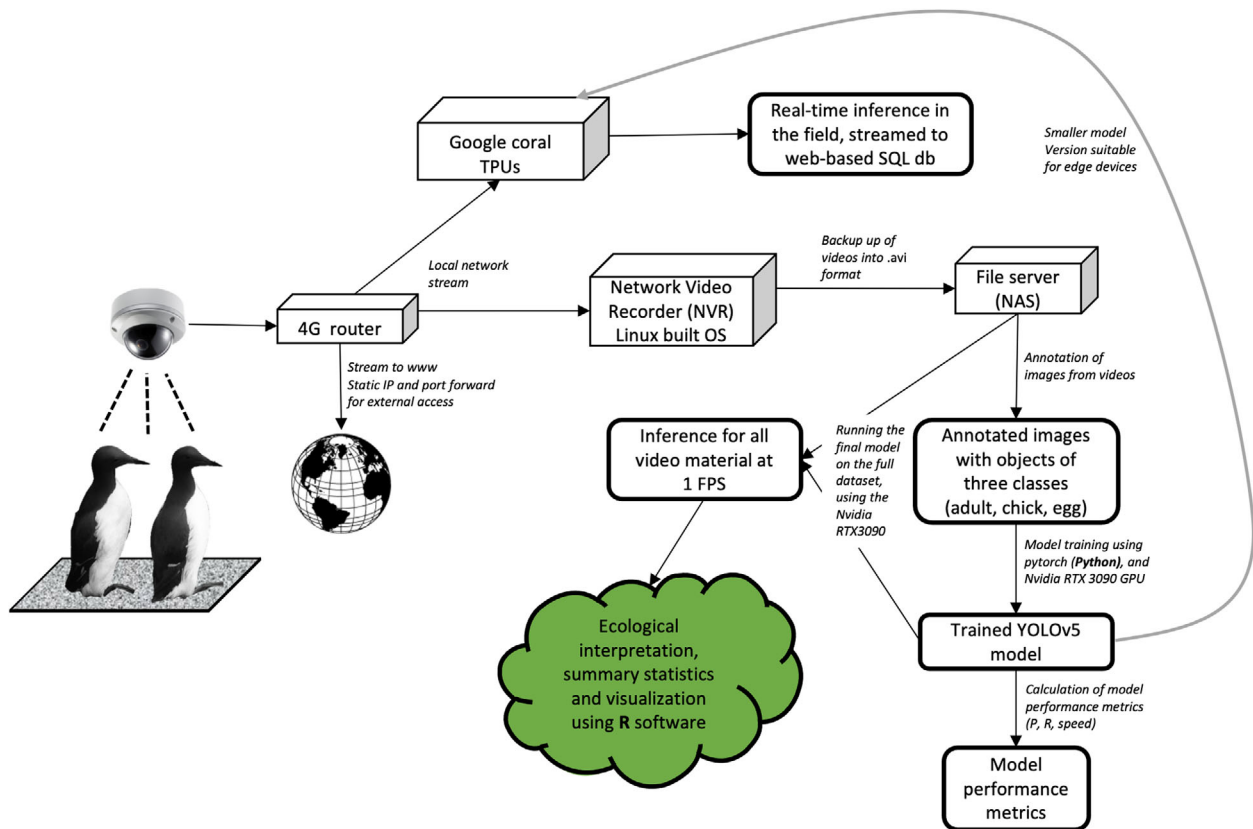 Google coral
TPUs
Real-time inference in
the field, streamed to
web-based SQL db
Smaller model
Version suitable
for edge devices
Local network
stream
4G router
Network Video
Recorder (NVR)
Linux built OS
Backup up of
videos into .avi
format
File server
(NAS)
Stream to www
Static IP and port forward
for external access
Annotation of
images from videos
Inference for all
video material at
1 FPS
Running the
final model
on the full
dataset,
using the
Nvidia
RTX3090
Annotated images
with objects of
three classes
(adult, chick, egg)
Model training using
pytorch (Python), and
Nvidia RTX 3090 GPU
Trained YOLOv5
model
Ecological
interpretation,
summary statistics
and visualization
using R software
Calculation of model
performance metrics
(P, R, speed)
Model
performance
metrics